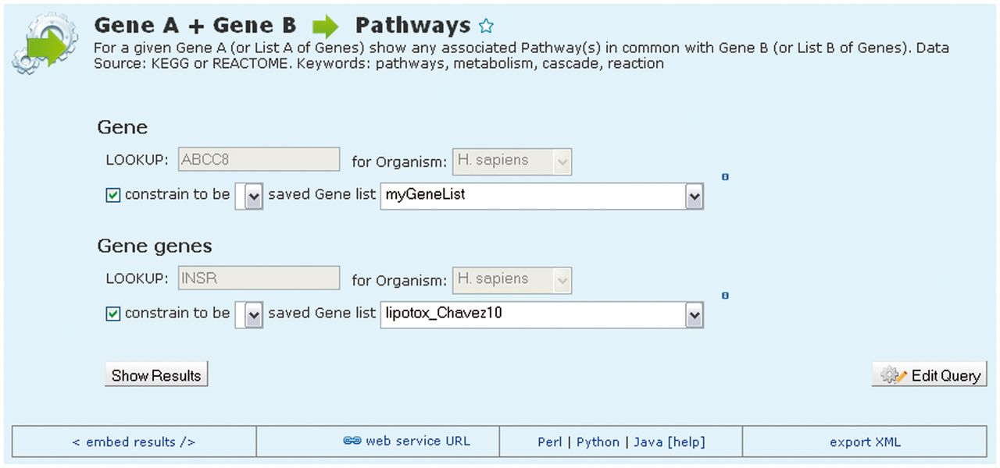 Gene A + Gene B Pathways
For a given Gene A (or List A of Genes) show any associated Pathway(s) in common with Gene B (or List B of Genes). Data
Source: KEGG or REACTOME. Keywords: pathways, metabolism, cascade, reaction
Gene
LOOKUP: ABCC8 for Organism: H. sapiens
constrain to be saved Gene list myGeneList
Gene genes
LOOKUP: INSR for Organism: H. sapiens
constrain to be saved Gene list lipotox_Chavez10
Show Results Edit Query
< embed results /> web service URL Perl | Python | Java [help] export XML